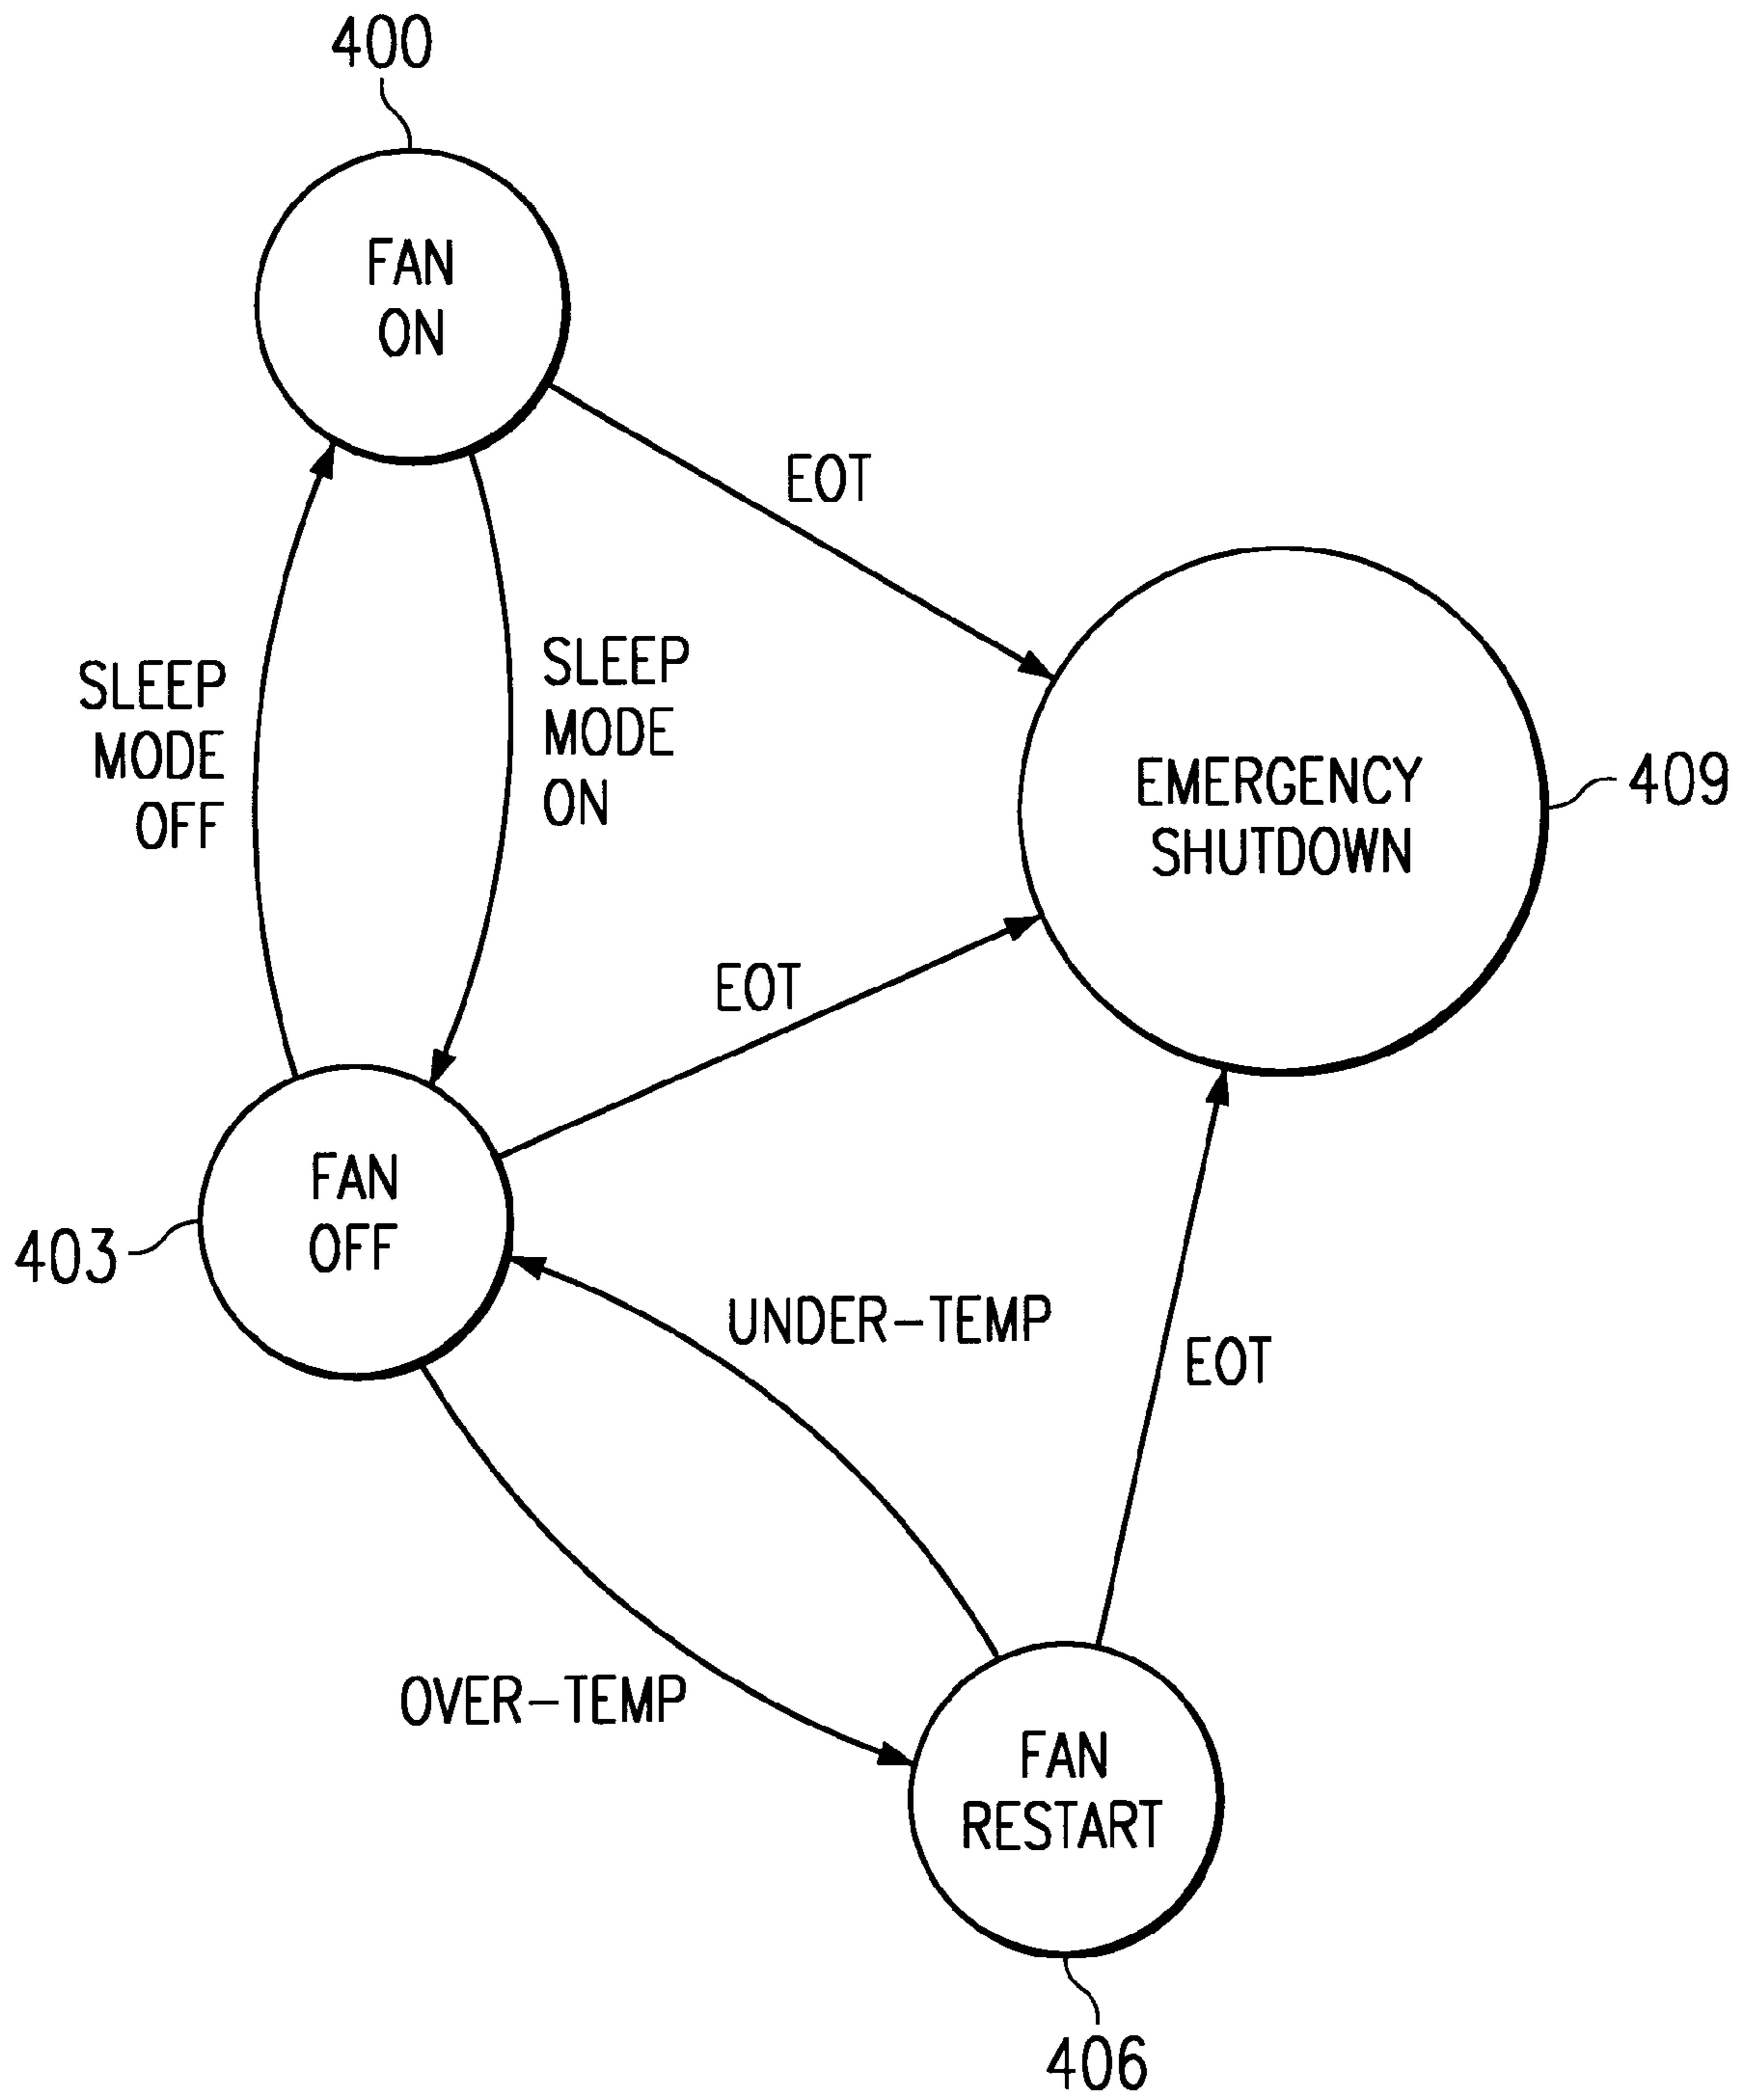 400
FAN
ON
EOT
SLEEP
MODE
OFF
SLEEP
MODE
ON
EMERGENCY
SHUTDOWN
409
EOT
FAN
OFF
403
UNDER-TEMP
EOT
OVER-TEMP
FAN
RESTART
406